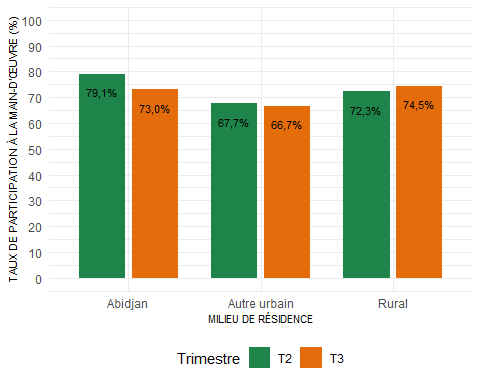 TAUX DE PARTICIPATION À LA MAIN-D'ŒUVRE (%)
100
90
80
70
60
50
40
30
20
10
0
79,1%
73,0%
67,7%
66,7%
72,3%
74,5%
Abidjan
Autre urbain
Rural
MILIEU DE RÉSIDENCE
Trimestre
T2
T3